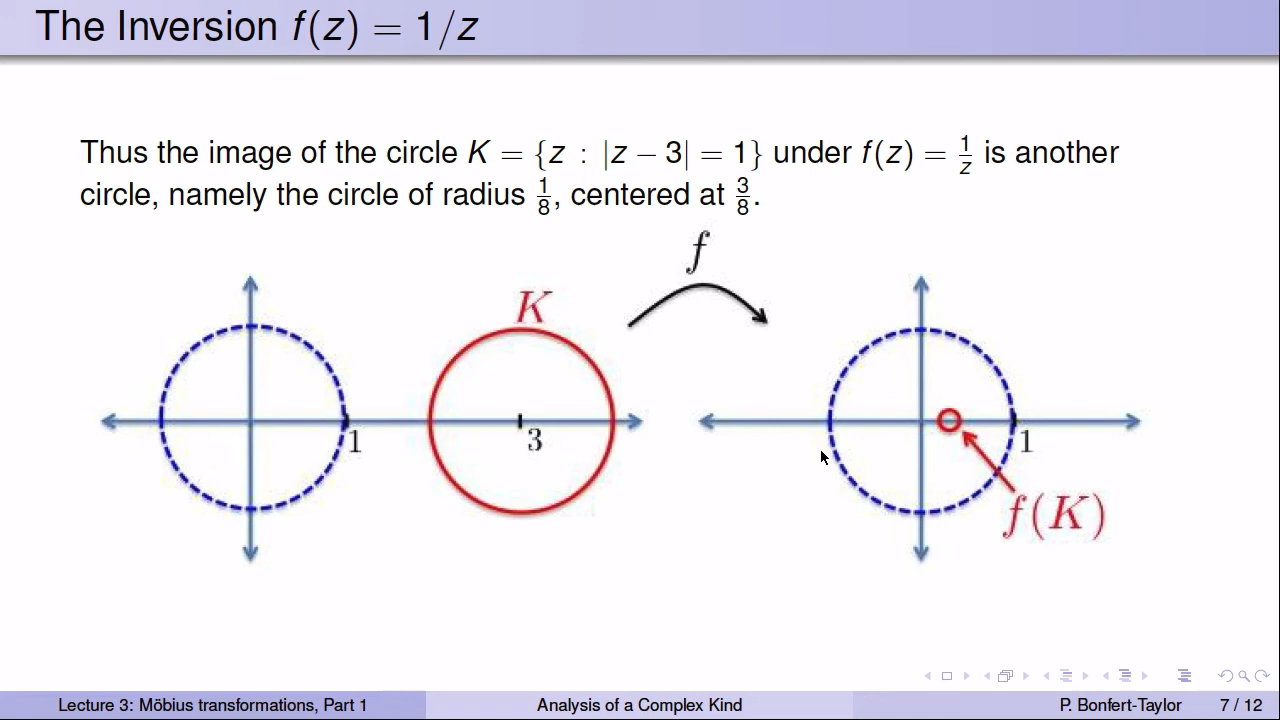 The Inversion f(z) = 1/z
Thus the image of the circle K = {z : |z − 3| = 1} under f(z) = 1/z is another
circle, namely the circle of radius 1/8, centered at 3/8.
f
K
1
3
1
f(K)
Lecture 3: Möbius transformations, Part 1 Analysis of a Complex Kind P. Bonfert-Taylor 7 / 12